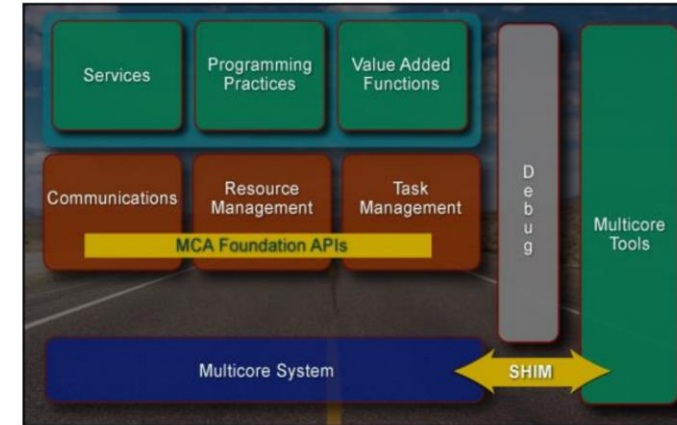 Services
Programming
Practices
Value Added
Functions
Communications
Resource
Management
Task
Management
MCA Foundation APIs
Debug
Multicore
Tools
Multicore System
SHIM